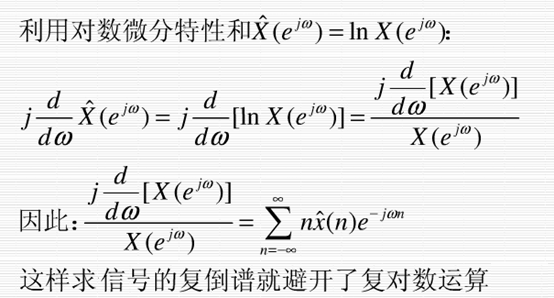 利用对数微分特性和$\hat{X}(e^{j\omega}) = \ln X(e^{j\omega})$:
$j\frac{d}{d\omega}\hat{X}(e^{j\omega}) = j\frac{d}{d\omega}[\ln X(e^{j\omega})] = \frac{j\frac{d}{d\omega}[X(e^{j\omega})]}{X(e^{j\omega})}$
因此:$\frac{j\frac{d}{d\omega}[X(e^{j\omega})]}{X(e^{j\omega})} = \sum_{n=-\infty}^{\infty} n\hat{x}(n)e^{-j\omega n}$
这样求信号的复倒谱就避开了复对数运算